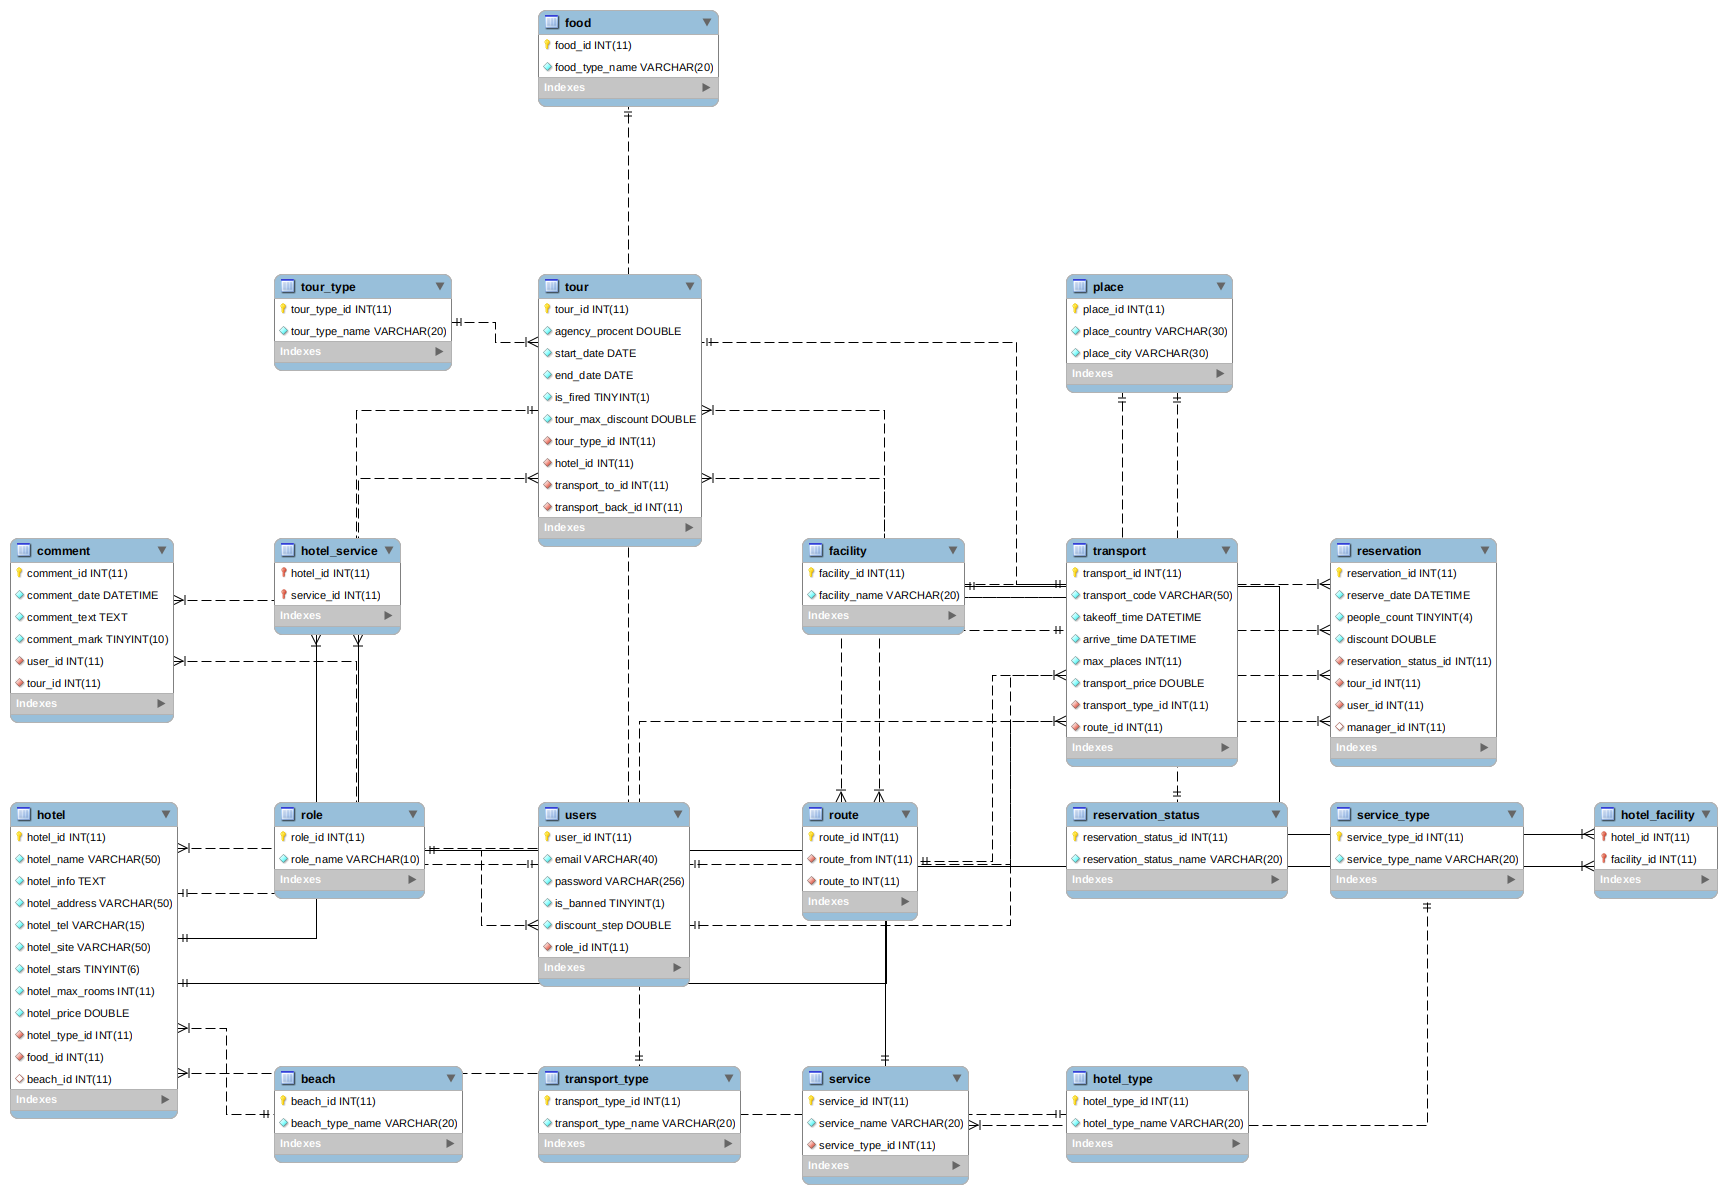 food
food_id INT(11)
food_type_name VARCHAR(20)
Indexes
tour_type
tour_type_id INT(11)
tour_type_name VARCHAR(20)
Indexes
tour
tour_id INT(11)
agency_procent DOUBLE
start_date DATE
end_date DATE
is_fired TINYINT(1)
tour_max_discount DOUBLE
tour_type_id INT(11)
hotel_id INT(11)
transport_to_id INT(11)
transport_back_id INT(11)
Indexes
place
place_id INT(11)
place_country VARCHAR(30)
place_city VARCHAR(30)
Indexes
comment
comment_id INT(11)
comment_date DATETIME
comment_text TEXT
comment_mark TINYINT(10)
user_id INT(11)
tour_id INT(11)
Indexes
hotel_service
hotel_id INT(11)
service_id INT(11)
Indexes
facility
facility_id INT(11)
facility_name VARCHAR(20)
Indexes
transport
transport_id INT(11)
transport_code VARCHAR(50)
takeoff_time DATETIME
arrive_time DATETIME
max_places INT(11)
transport_price DOUBLE
transport_type_id INT(11)
route_id INT(11)
Indexes
reservation
reservation_id INT(11)
reserve_date DATETIME
people_count TINYINT(4)
discount DOUBLE
reservation_status_id INT(11)
tour_id INT(11)
user_id INT(11)
manager_id INT(11)
Indexes
hotel
hotel_id INT(11)
hotel_name VARCHAR(50)
hotel_info TEXT
hotel_address VARCHAR(50)
hotel_tel VARCHAR(15)
hotel_site VARCHAR(50)
hotel_stars TINYINT(6)
hotel_max_rooms INT(11)
hotel_price DOUBLE
hotel_type_id INT(11)
food_id INT(11)
beach_id INT(11)
Indexes
role
role_id INT(11)
role_name VARCHAR(10)
Indexes
users
user_id INT(11)
email VARCHAR(40)
password VARCHAR(256)
is_banned TINYINT(1)
discount_step DOUBLE
role_id INT(11)
Indexes
route
route_id INT(11)
route_from INT(11)
route_to INT(11)
Indexes
reservation_status
reservation_status_id INT(11)
reservation_status_name VARCHAR(20)
Indexes
service_type
service_type_id INT(11)
service_type_name VARCHAR(20)
Indexes
hotel_facility
hotel_id INT(11)
facility_id INT(11)
Indexes
beach
beach_id INT(11)
beach_type_name VARCHAR(20)
Indexes
transport_type
transport_type_id INT(11)
transport_type_name VARCHAR(20)
Indexes
service
service_id INT(11)
service_name VARCHAR(20)
service_type_id INT(11)
Indexes
hotel_type
hotel_type_id INT(11)
hotel_type_name VARCHAR(20)
Indexes